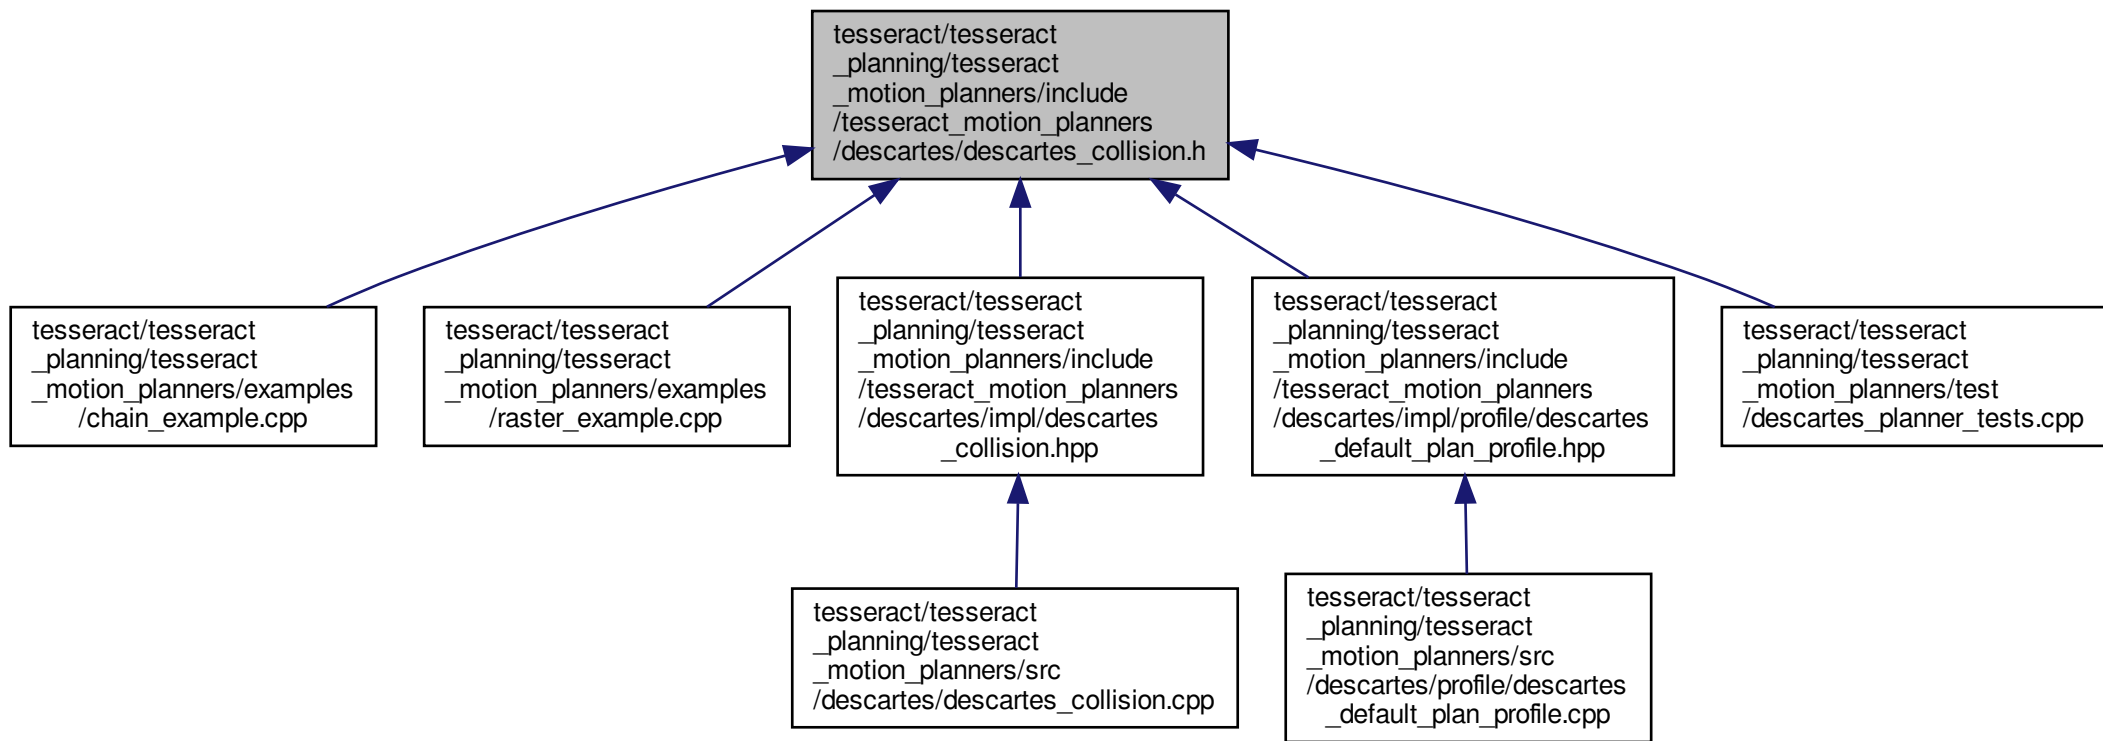 tesseract/tesseract
_planning/tesseract
_motion_planners/include
/tesseract_motion_planners
/descartes/descartes_collision.h
tesseract/tesseract
_planning/tesseract
_motion_planners/examples
/chain_example.cpp
tesseract/tesseract
_planning/tesseract
_motion_planners/examples
/raster_example.cpp
tesseract/tesseract
_planning/tesseract
_motion_planners/include
/tesseract_motion_planners
/descartes/impl/descartes
_collision.hpp
tesseract/tesseract
_planning/tesseract
_motion_planners/include
/tesseract_motion_planners
/descartes/impl/profile/descartes
_default_plan_profile.hpp
tesseract/tesseract
_planning/tesseract
_motion_planners/test
/descartes_planner_tests.cpp
tesseract/tesseract
_planning/tesseract
_motion_planners/src
/descartes/descartes_collision.cpp
tesseract/tesseract
_planning/tesseract
_motion_planners/src
/descartes/profile/descartes
_default_plan_profile.cpp